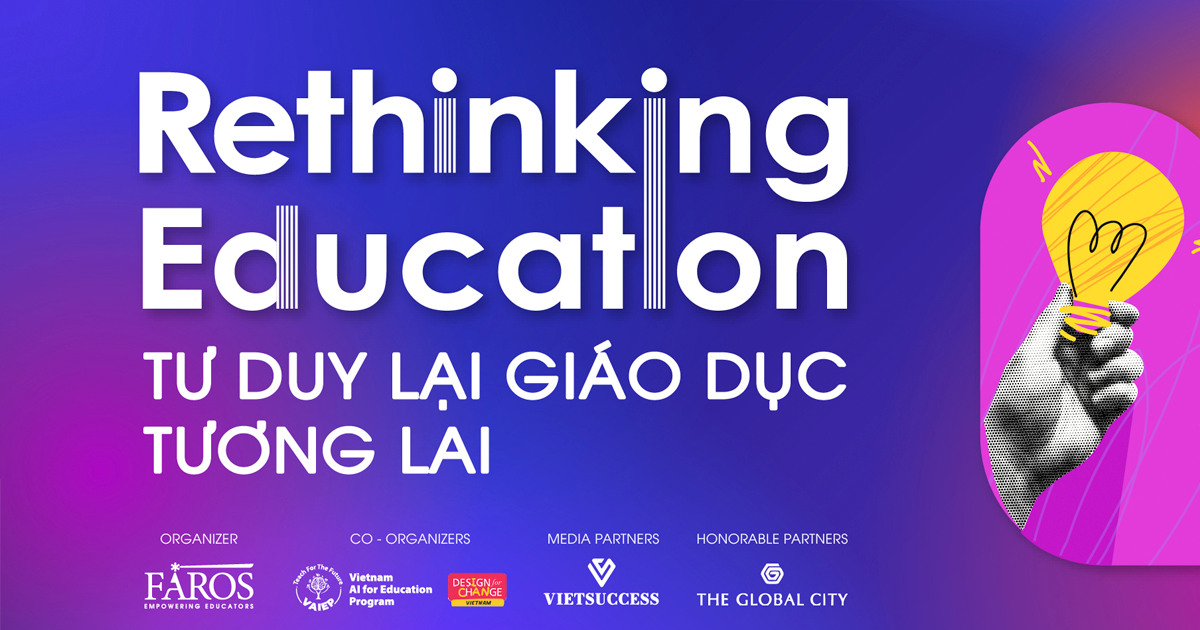 Rethinking
Education
TƯ DUY LẠI GIÁO DỤC
TƯƠNG LAI
ORGANIZER
CO - ORGANIZERS
MEDIA PARTNERS
HONORABLE PARTNERS
FAROS
EMPOWERING EDUCATORS
Teach For The Future
VAIEP
Vietnam
AI for Education
Program
DESIGN for
CHANGE
VIETNAM
VIETSUCCESS
THE GLOBAL CITY